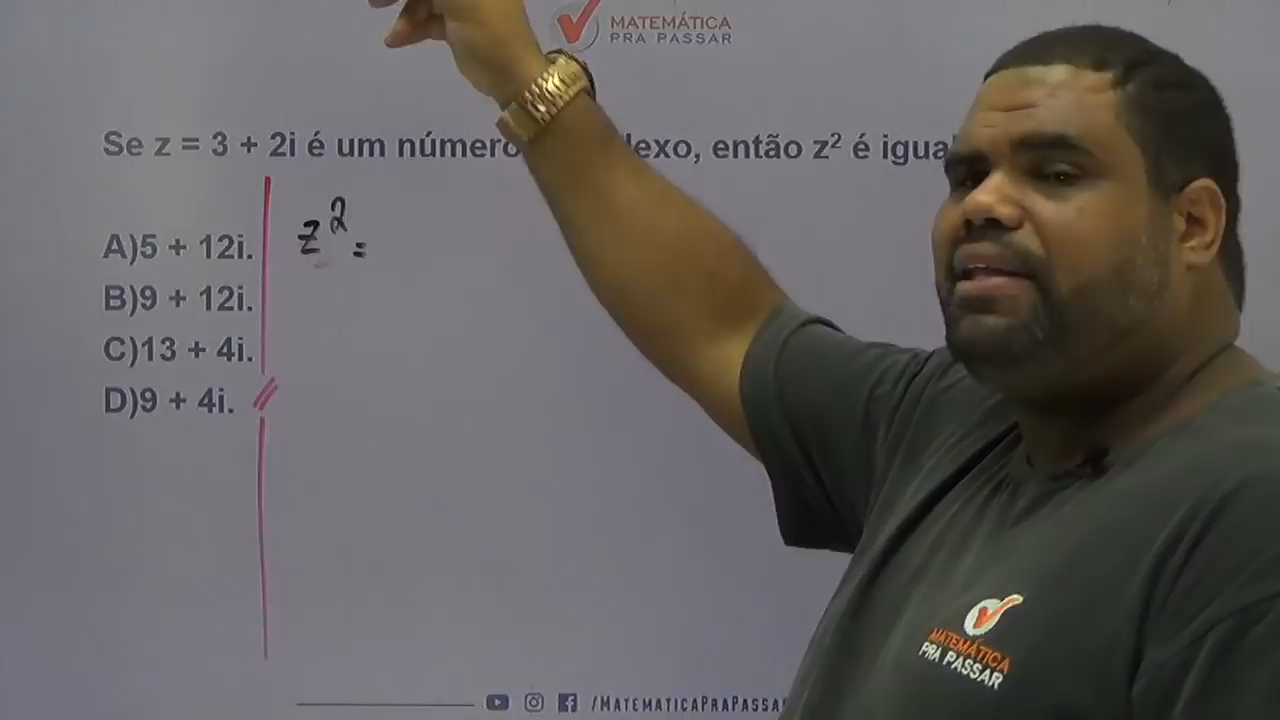 MATEMÁTICA
PRA PASSAR
Se z = 3 + 2i é um número lexo, então z² é igua
A)5 + 12i.
B)9 + 12i.
C)13 + 4i.
D)9 + 4i.
z² =
MATEMÁTICA
PRA PASSAR
/MATEMATICAPRAPASSA